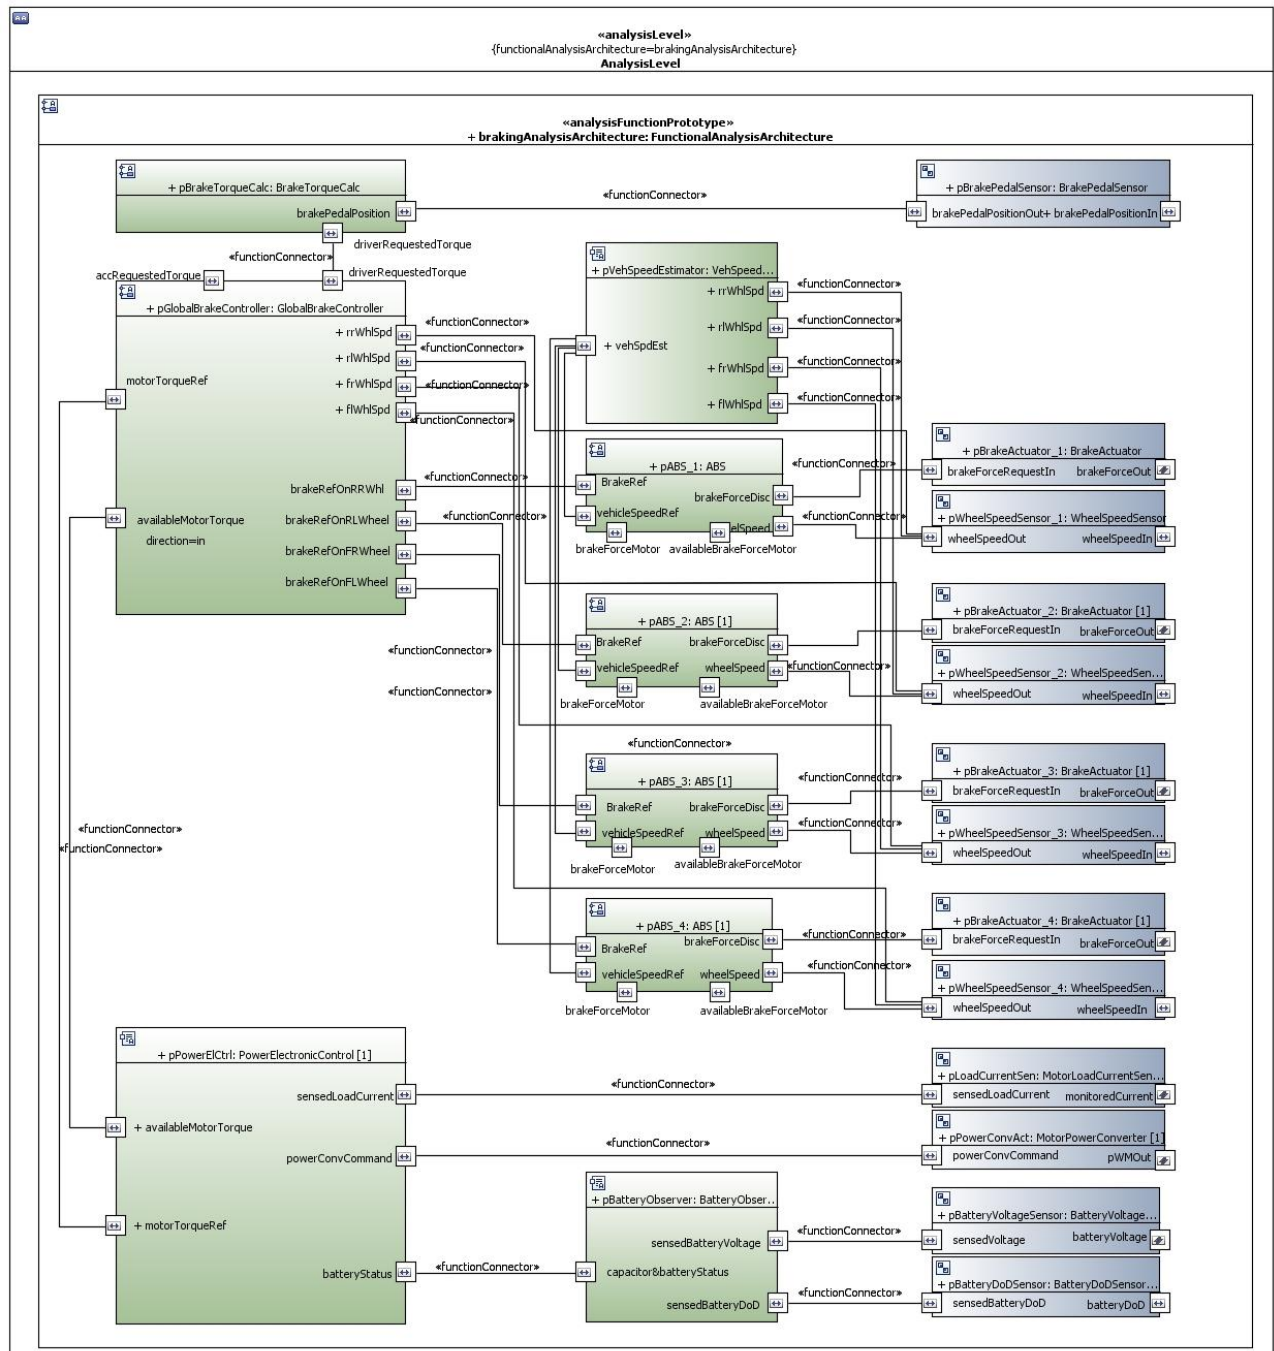 «analysisLevel»
{functionalAnalysisArchitecture=brakingAnalysisArchitecture}
AnalysisLevel
«analysisFunctionPrototype»
+ brakingAnalysisArchitecture: FunctionalAnalysisArchitecture
+ pBrakeTorqueCalc: BrakeTorqueCalc
brakePedalPosition
«functionConnector»
+ pBrakePedalSensor: BrakePedalSensor
brakePedalPositionOut+ brakePedalPositionIn
driverRequestedTorque
«functionConnector»
accRequestedTorque
driverRequestedTorque
+ pGlobalBrakeController: GlobalBrakeController
+ rrWhlSpd
+ rlWhlSpd
+ frWhlSpd
+ flWhlSpd
motorTorqueRef
brakeRefOnRRWhl
availableMotorTorque
direction=in
brakeRefOnRLWheel
brakeRefOnFRWheel
brakeRefOnFLWheel
«functionConnector»
«functionConnector»
«functionConnector»
«functionConnector»
+ pVehSpeedEstimator: VehSpeed...
+ rrWhlSpd
+ rlWhlSpd
+ vehSpdEst
+ frWhlSpd
+ flWhlSpd
«functionConnector»
«functionConnector»
«functionConnector»
«functionConnector»
+ pABS_1: ABS
BrakeRef
brakeForceDisc
vehicleSpeedRef
elSpeed
brakeForceMotor
availableBrakeForceMotor
«functionConnector»
«functionConnector»
«functionConnector»
«functionConnector»
+ pBrakeActuator_1: BrakeActuator
brakeForceRequestIn
brakeForceOut
+ pWheelSpeedSensor_1: WheelSpeedSensor
wheelSpeedOut
wheelSpeedIn
+ pABS_2: ABS [1]
BrakeRef
brakeForceDisc
vehicleSpeedRef
wheelSpeed
brakeForceMotor
availableBrakeForceMotor
«functionConnector»
«functionConnector»
«functionConnector»
+ pBrakeActuator_2: BrakeActuator [1]
brakeForceRequestIn
brakeForceOut
+ pWheelSpeedSensor_2: WheelSpeedSen...
wheelSpeedOut
wheelSpeedIn
«functionConnector»
+ pABS_3: ABS [1]
BrakeRef
brakeForceDisc
vehicleSpeedRef
wheelSpeed
brakeForceMotor
availableBrakeForceMotor
«functionConnector»
«functionConnector»
+ pBrakeActuator_3: BrakeActuator [1]
brakeForceRequestIn
brakeForceOut
+ pWheelSpeedSensor_3: WheelSpeedSen...
wheelSpeedOut
wheelSpeedIn
«functionConnector»
«functionConnector»
+ pABS_4: ABS [1]
brakeForceDisc
BrakeRef
vehicleSpeedRef
wheelSpeed
brakeForceMotor
availableBrakeForceMotor
«functionConnector»
«functionConnector»
+ pBrakeActuator_4: BrakeActuator [1]
brakeForceRequestIn
brakeForceOut
+ pWheelSpeedSensor_4: WheelSpeedSen...
wheelSpeedOut
wheelSpeedIn
+ pPowerElCtrl: PowerElectronicControl [1]
sensedLoadCurrent
+ availableMotorTorque
powerConvCommand
+ motorTorqueRef
batteryStatus
«functionConnector»
+ pLoadCurrentSen: MotorLoadCurrentSen...
sensedLoadCurrent
monitoredCurrent
«functionConnector»
+ pPowerConvAct: MotorPowerConverter [1]
powerConvCommand
pWMOut
«functionConnector»
+ pBatteryObserver: BatteryObser..
sensedBatteryVoltage
capacitor&batteryStatus
sensedBatteryDoD
«functionConnector»
«functionConnector»
+ pBatteryVoltageSensor: BatteryVoltage...
sensedVoltage
batteryVoltage
+ pBatteryDoDSensor: BatteryDoDSensor...
sensedBatteryDoD
batteryDoD